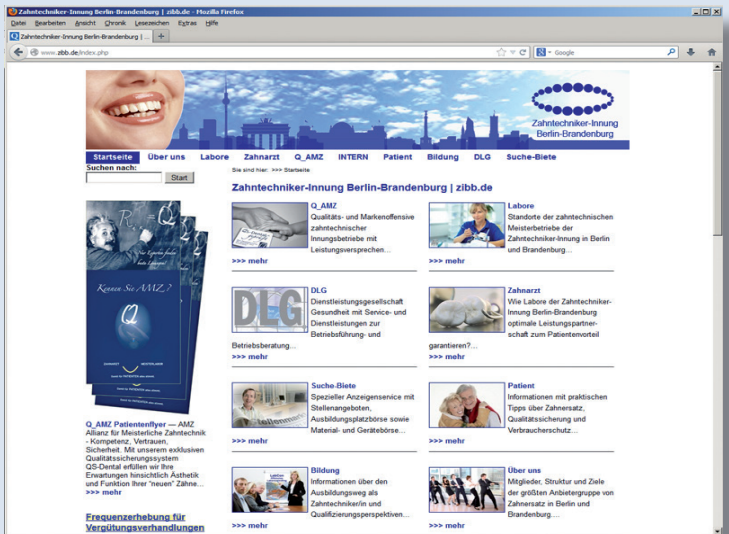 Zahntechniker-Innung Berlin-Brandenburg | zibb.de - Mozilla Firefox
Datei Bearbeiten Ansicht Chronik Lesezeichen Extras Hilfe
Zahntechniker-Innung Berlin-Brandenburg | ...
www.zibb.de/index.php
Google
Zahntechniker-Innung
Berlin-Brandenburg
Startseite Über uns Labore Zahnarzt Q_AMZ INTERN Patient Bildung DLG Suche-Biete
Suchen nach:
Start
Sie sind hier: >>> Startseite
Zahntechniker-Innung Berlin-Brandenburg | zibb.de
Kennen Sie AMZ?
Q
Q_AMZ Patientenflyer — AMZ
Allianz für Meisterliche Zahntechnik
- Kompetenz, Vertrauen,
Sicherheit. Mit unserem exklusiven
Qualitätssicherungssystem
QS-Dental erfüllen wir Ihre
Erwartungen hinsichtlich Ästhetik
und Funktion Ihrer "neuen" Zähne...
>>> mehr
Frequenzerhebung für
Vergütungsverhandlungen
Q_AMZ
Qualitäts- und Markenoffensive
zahntechnischer
Innungsbetriebe mit
Leistungsversprechen...
>>> mehr
Labore
Standorte der zahntechnischen
Meisterbetriebe der
Zahntechniker-Innung in Berlin
und Brandenburg...
>>> mehr
DLG
DLG
Dienstleistungsgesellschaft
Gesundheit mit Service- und
Dienstleistungen zur
Betriebsführung- und
Betriebsberatung...
>>> mehr
Zahnarzt
Wie Labore der Zahntechniker-
Innung Berlin-Brandenburg
optimale Leistungspartner-
schaft zum Patientenvorteil
garantieren?...
>>> mehr
Suche-Biete
Spezieller Anzeigenservice mit
Stellenangeboten,
Ausbildungsplatzbörse sowie
Material- und Gerätebörse...
>>> mehr
Patient
Informationen mit praktischen
Tipps über Zahnersatz,
Qualitätssicherung und
Verbraucherschutz...
>>> mehr
Bildung
Informationen über den
Ausbildungsweg als
Zahntechniker/in und
Qualifizierungsperspektiven...
>>> mehr
Über uns
Mitglieder, Struktur und Ziele
der größten Anbietergruppe von
Zahnersatz in Berlin und
Brandenburg....
>>> mehr